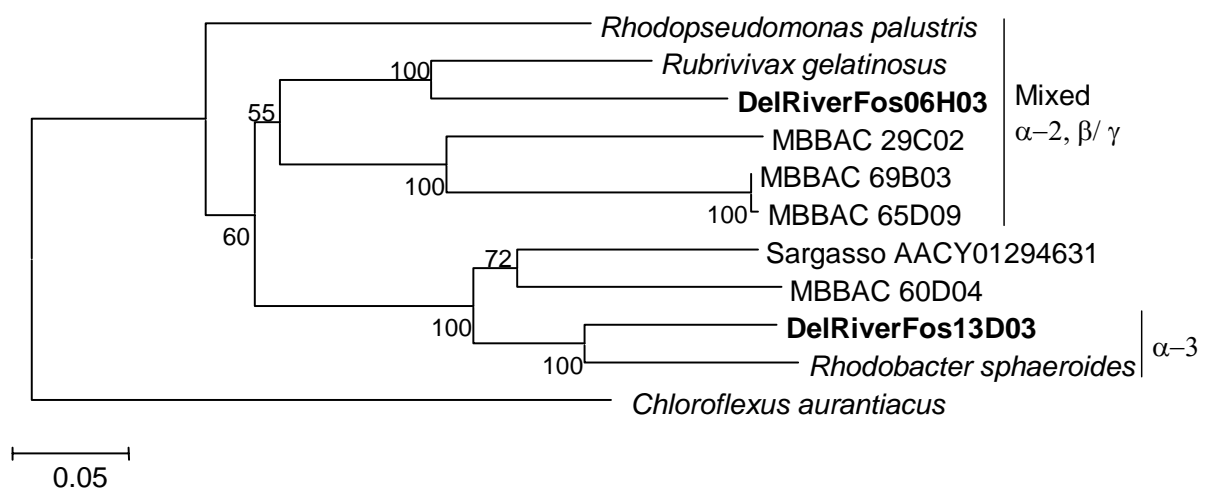 Rhodopseudomonas palustris
100
Rubrivivax gelatinosus
55
DelRiverFos06H03
Mixed
α−2, β/ γ
MBBAC 29C02
100
MBBAC 69B03
100
MBBAC 65D09
60
72
Sargasso AACY01294631
MBBAC 60D04
100
DelRiverFos13D03
α−3
100
Rhodobacter sphaeroides
Chloroflexus aurantiacus
0.05